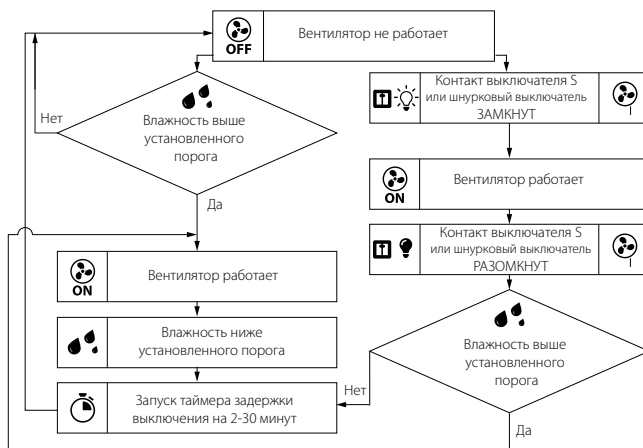 OFF
Вентилятор не работает
Нет
Влажность выше
установленного
порога
Да
Контакт выключателя S
или шнурковый выключатель
ЗАМКНУТ
ON
Вентилятор работает
Контакт выключателя S
или шнурковый выключатель
РАЗОМКНУТ
ON
Вентилятор работает
Влажность ниже
установленного порога
Запуск таймера задержки
выключения на 2-30 минут
Влажность выше
установленного
порога
Нет
Да